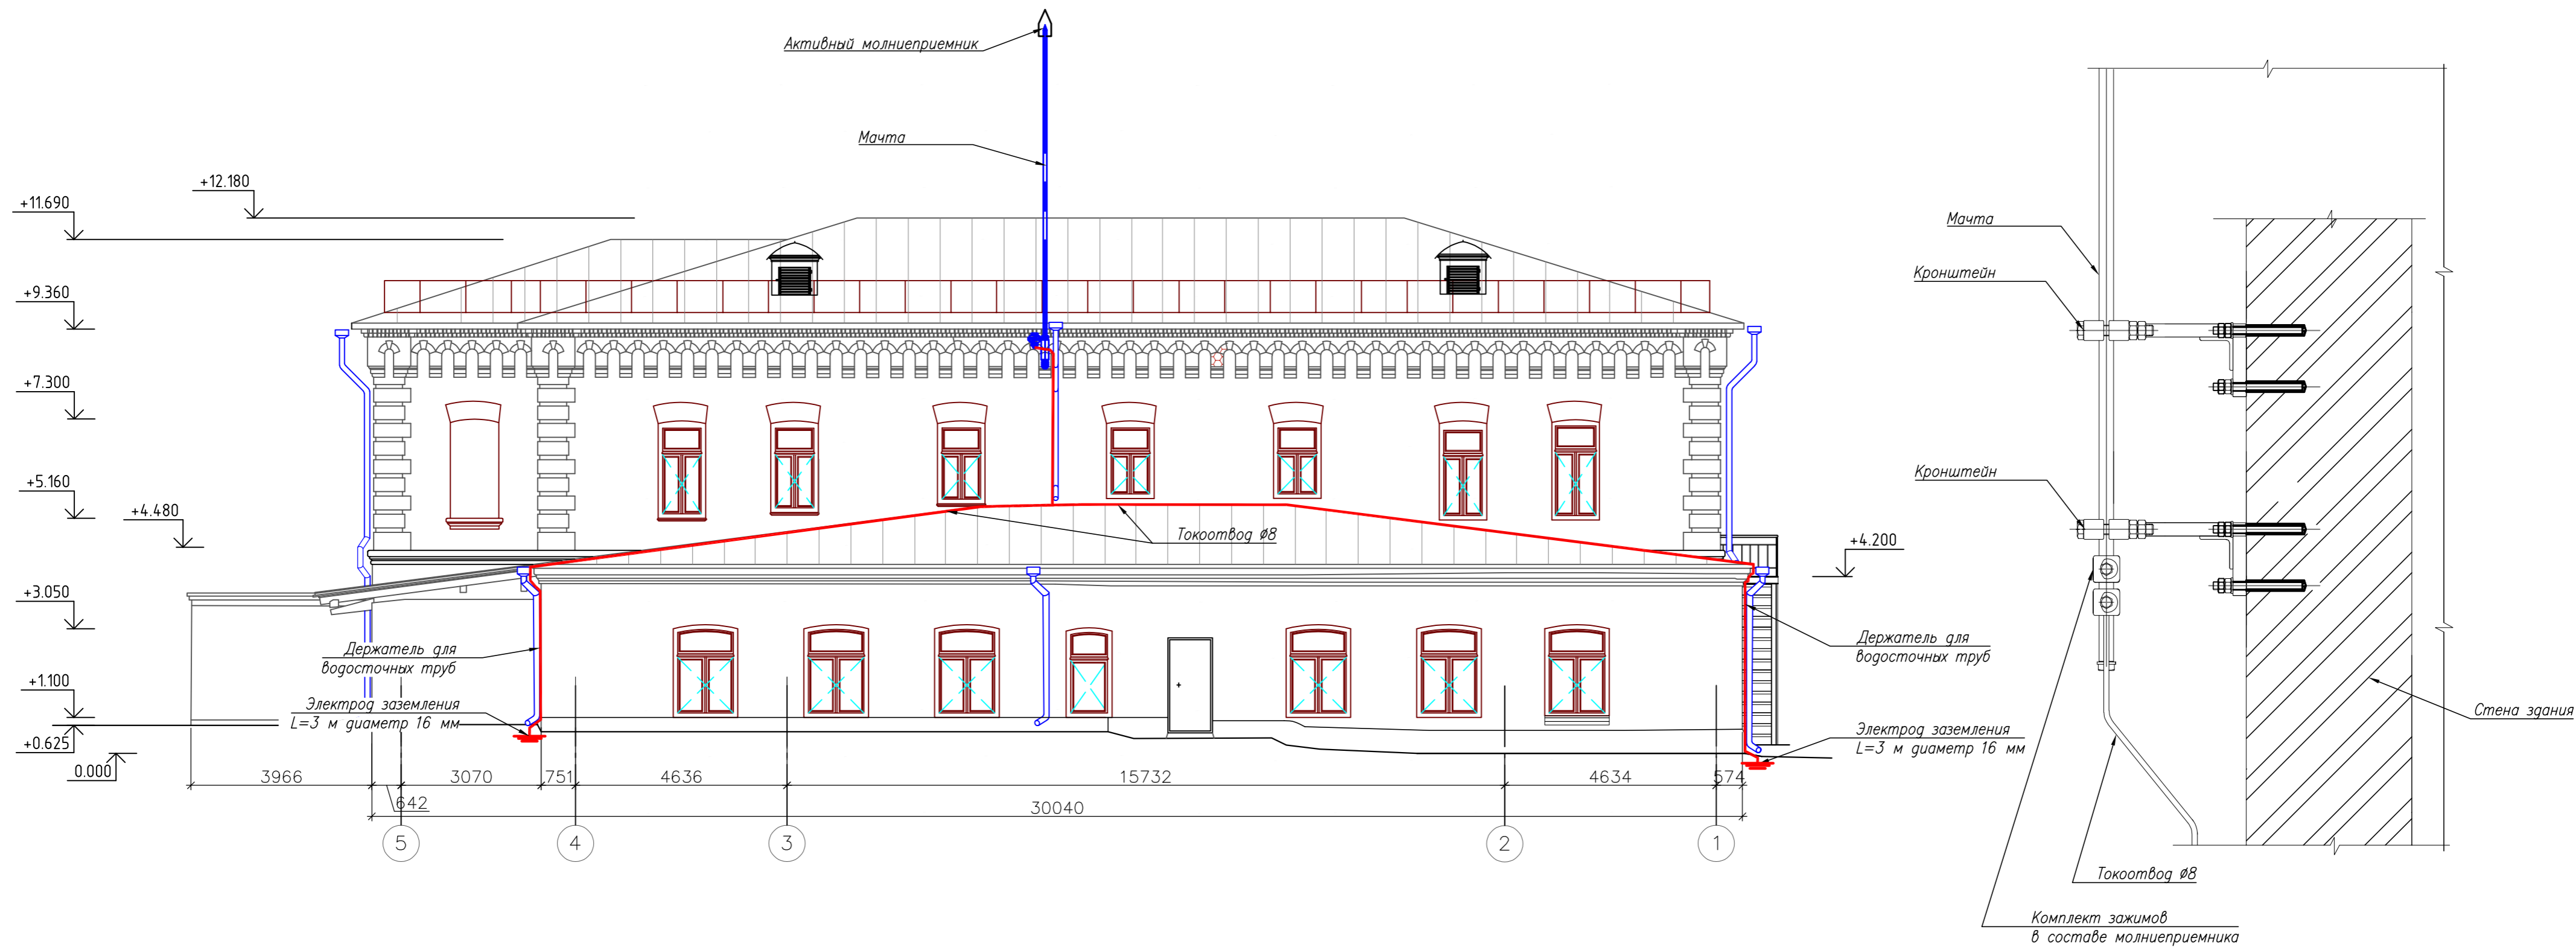 Активный молниеприемник
Мачта
+12.180
+11.690
+9.360
+7.300
+5.160
+4.480
+3.050
+1.100
+0.625
0.000
+4.200
Токоотвод ø8
Держатель для
водосточных труб
Электрод заземления
L=3 м диаметр 16 мм
Держатель для
водосточных труб
Электрод заземления
L=3 м диаметр 16 мм
3966
642
3070
751
4636
15732
4634
574
30040
5
4
3
2
1
Мачта
Кронштейн
Кронштейн
Стена здания
Токоотвод ø8
Комплект зажимов
в составе молниеприемника